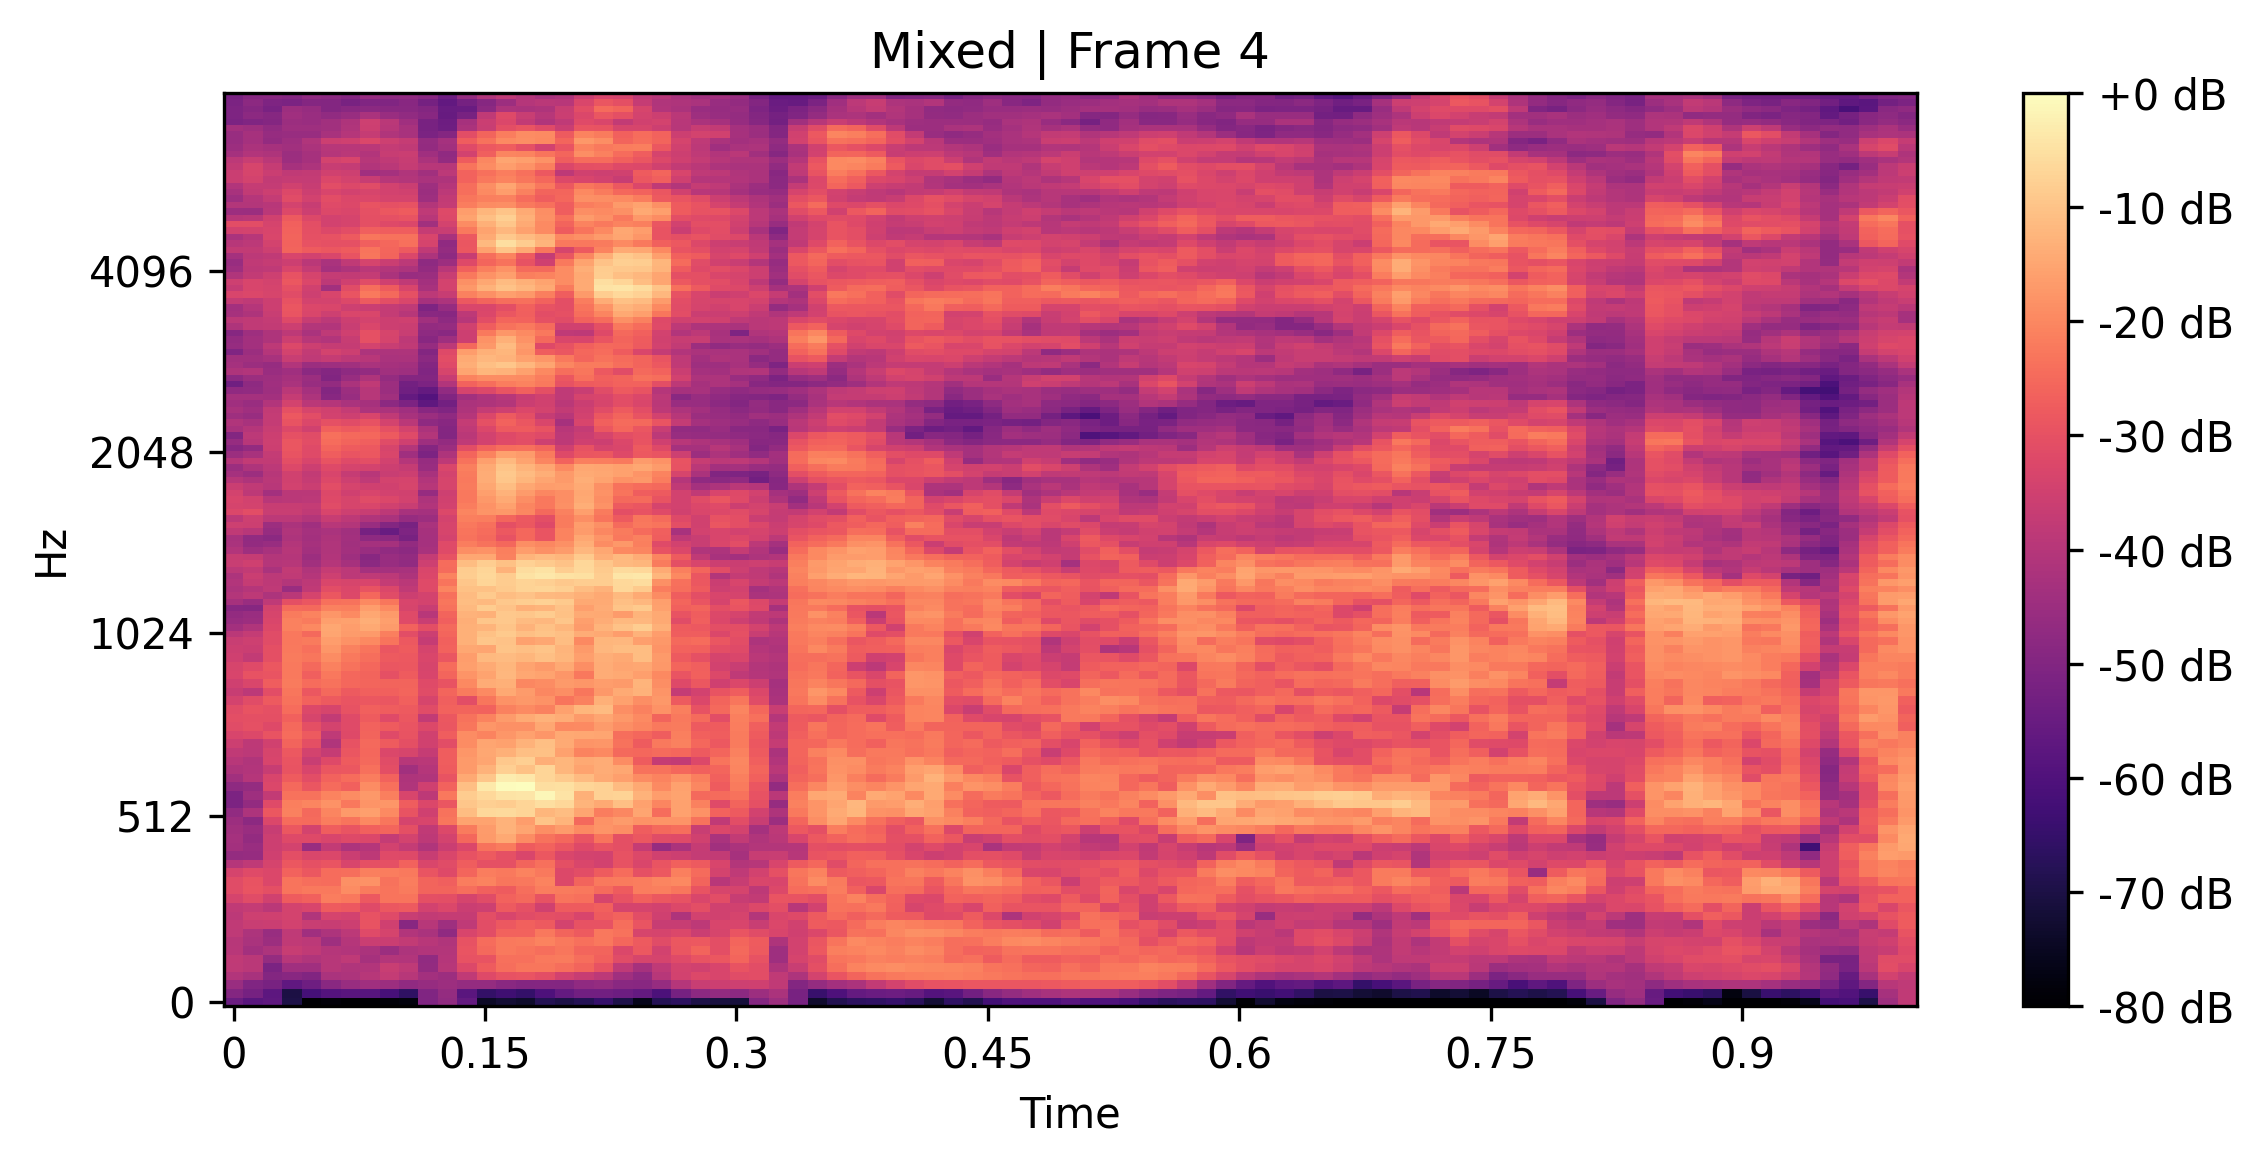 Mixed | Frame 4
+0 dB
-10 dB
-20 dB
-30 dB
-40 dB
-50 dB
-60 dB
-70 dB
-80 dB
Hz
4096
2048
1024
512
0
0 0.15 0.3 0.45 0.6 0.75 0.9
Time